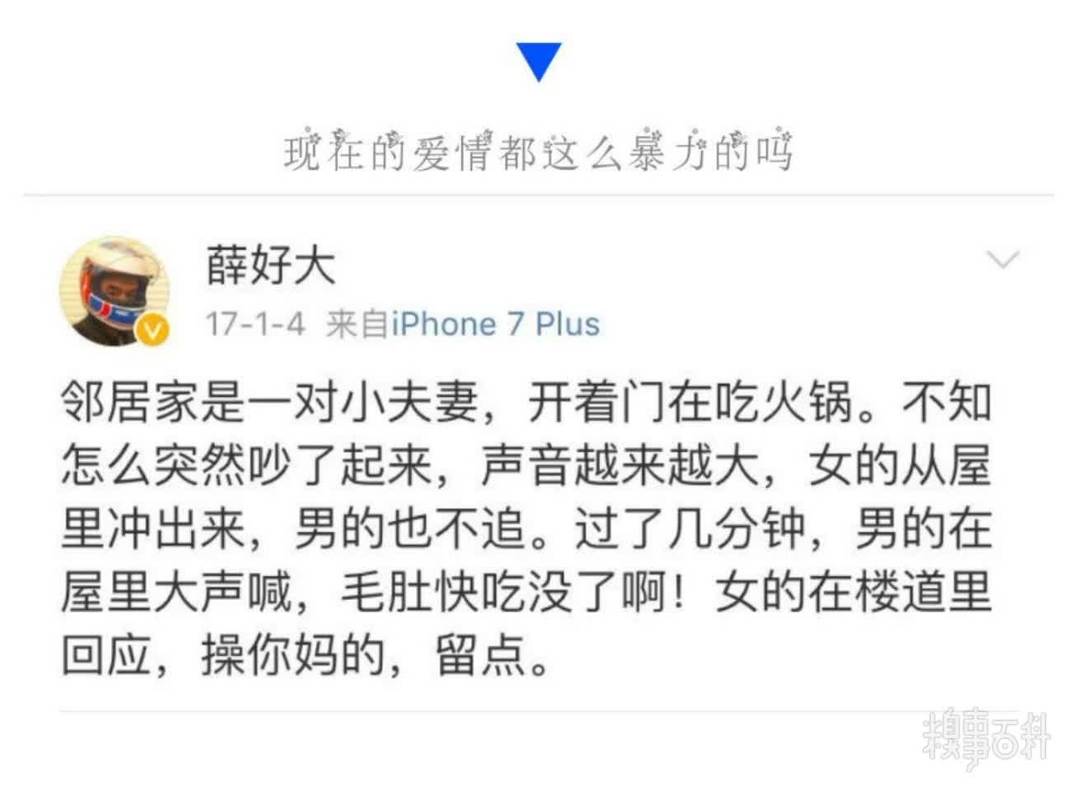 现在的爱情都这么暴力的吗
薛好大
17-1-4 来自iPhone 7 Plus
邻居家是一对小夫妻，开着门在吃火锅。不知
怎么突然吵了起来，声音越来越大，女的从屋
里冲出来，男的也不追。过了几分钟，男的在
屋里大声喊，毛肚快吃没了啊！女的在楼道里
回应，操你妈的，留点。
糗事百科